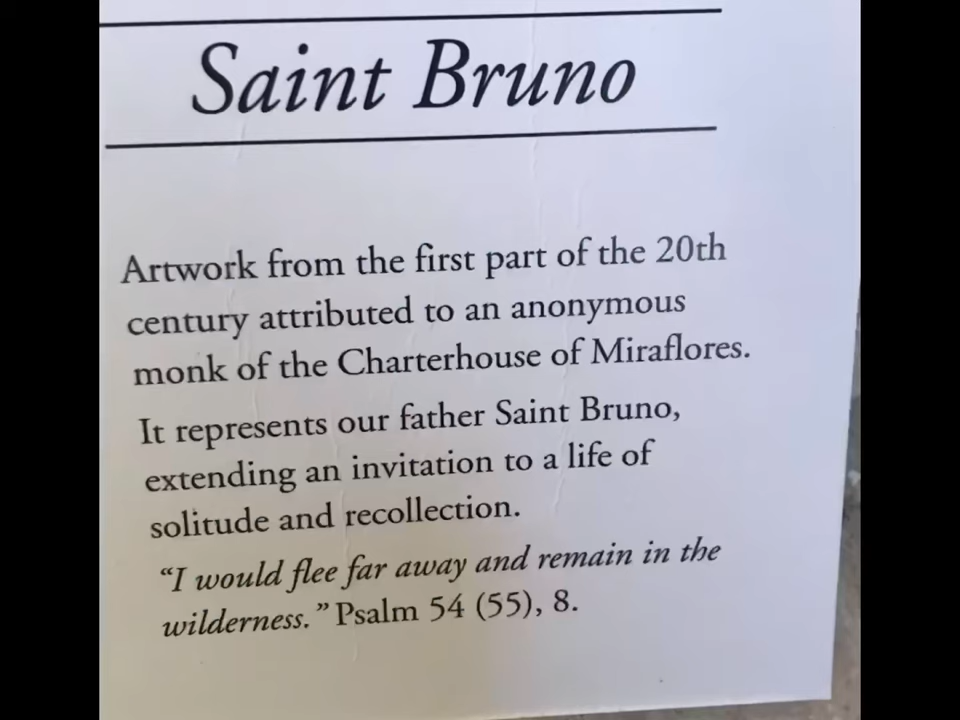 Saint Bruno
Artwork from the first part of the 20th
century attributed to an anonymous
monk of the Charterhouse of Miraflores.
It represents our father Saint Bruno,
extending an invitation to a life of
solitude and recollection.
“I would flee far away and remain in the
wilderness.” Psalm 54 (55), 8.